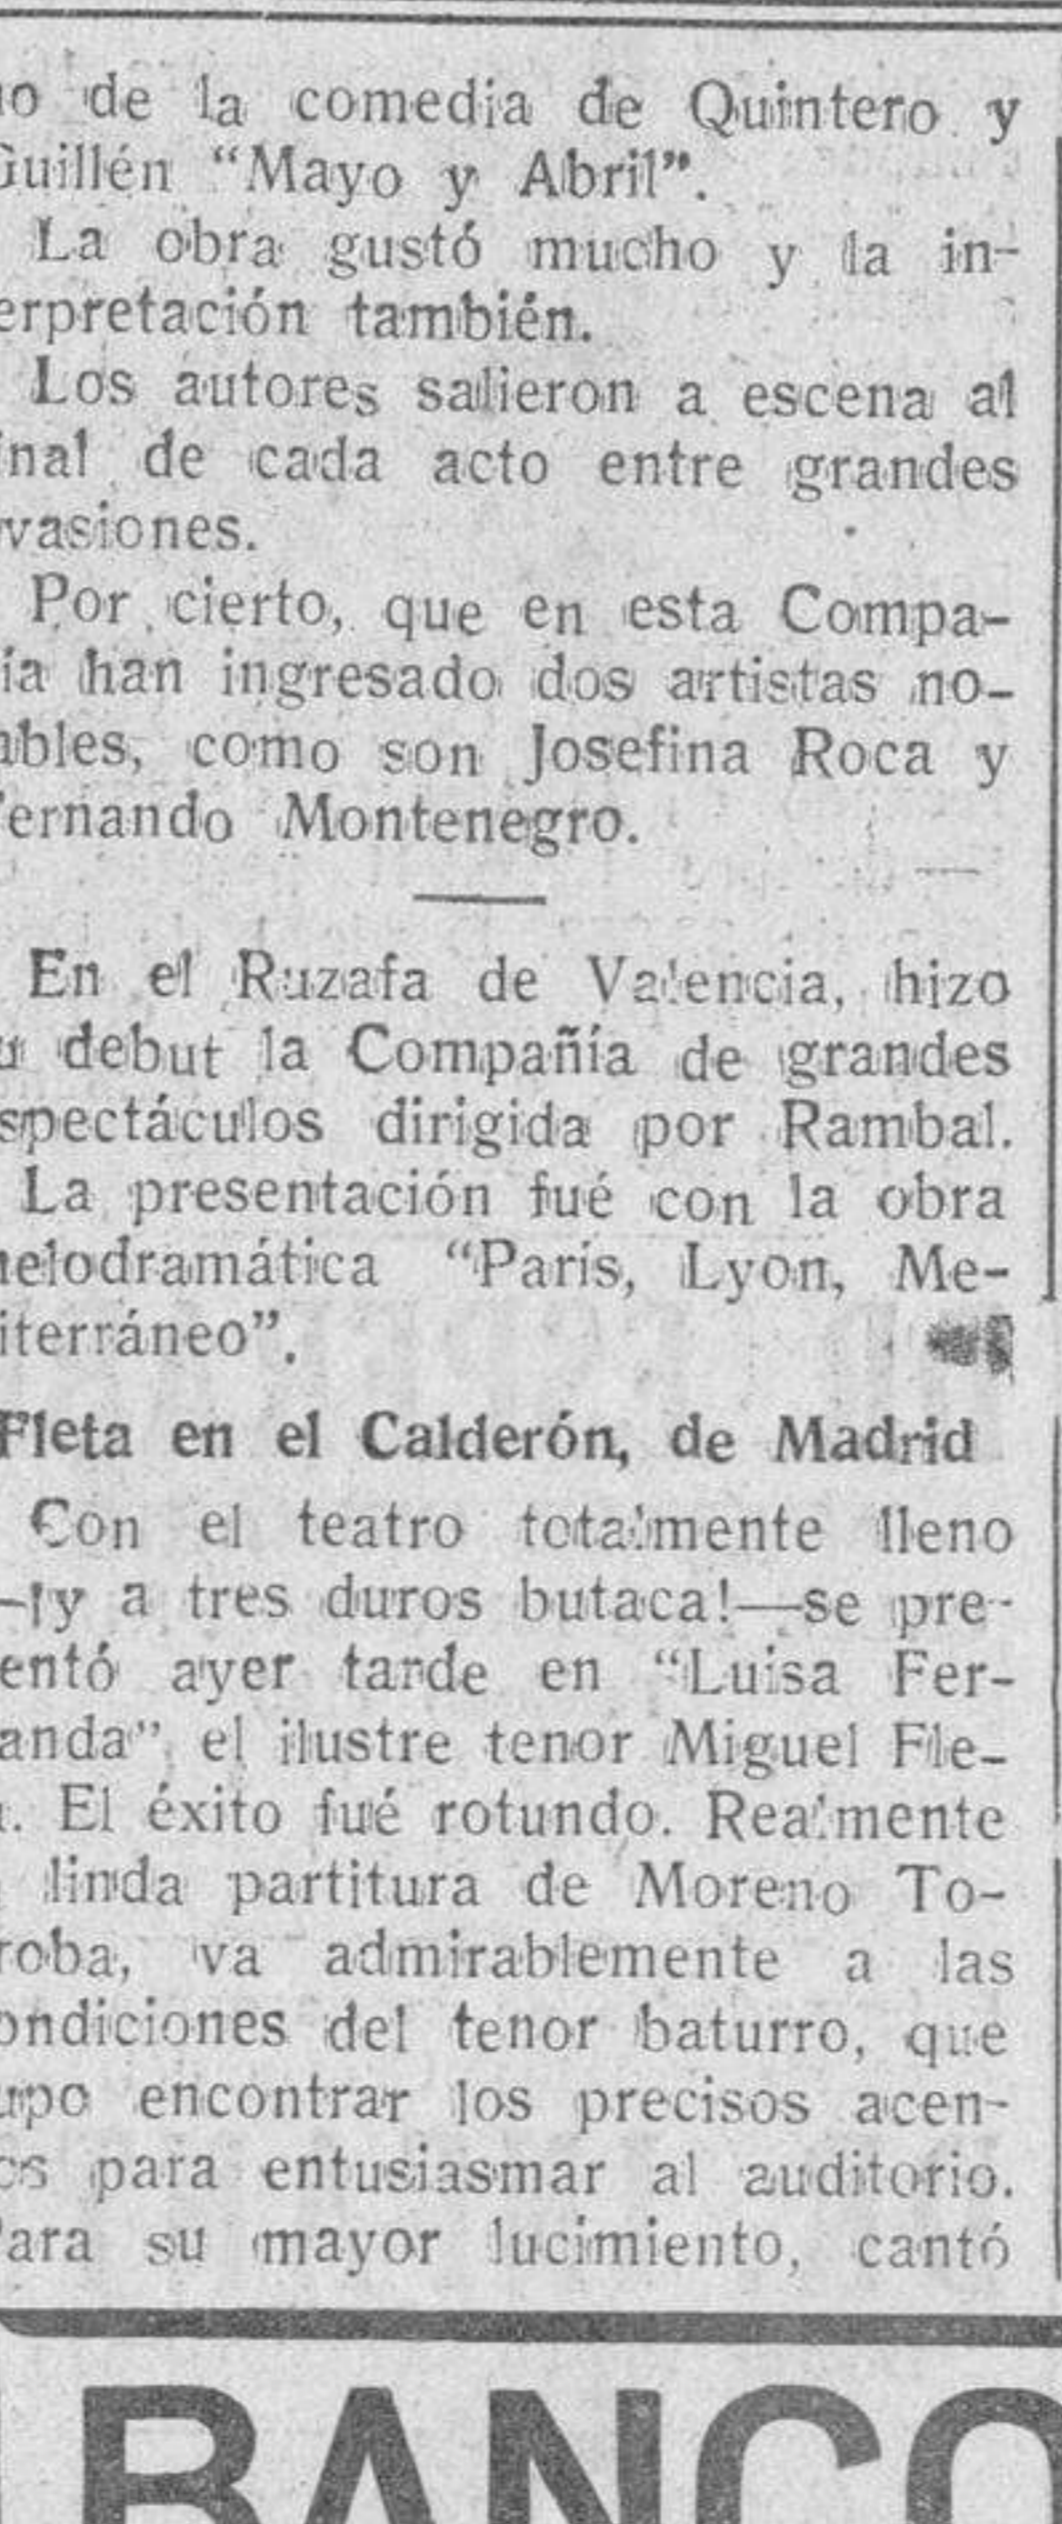 no de la comedia de Quintero y
Guillén "Mayo y Abril".
La obra gustó mucho y la in-
erpretación también.
Los autores salieron a escena al
inal de cada acto entre grandes
ovasiones.
Por cierto, que en esta Compa-
ía han ingresado dos artistas no-
ables, como son Josefina Roca y
Fernando Montenegro.
En el Ruzafa de Valencia, hizo
u debut la Compañía de grandes
spectáculos dirigida por Rambal.
La presentación fué con la obra
nelodramática "París, Lyon, Me-
iterráneo".
Fleta en el Calderón, de Madrid
Con el teatro totalmente lleno
—¡y a tres duros butaca!—se pre-
entó ayer tarde en "Luisa Fer-
anda" el ilustre tenor Miguel Fle-
a. El éxito fué rotundo. Realmente
linda partitura de Moreno To-
roba, va admirablemente a las
ondiciones del tenor baturro, que
upo encontrar los precisos acen-
os para entusiasmar al auditorio.
Para su mayor lucimiento, cantó
BANCO